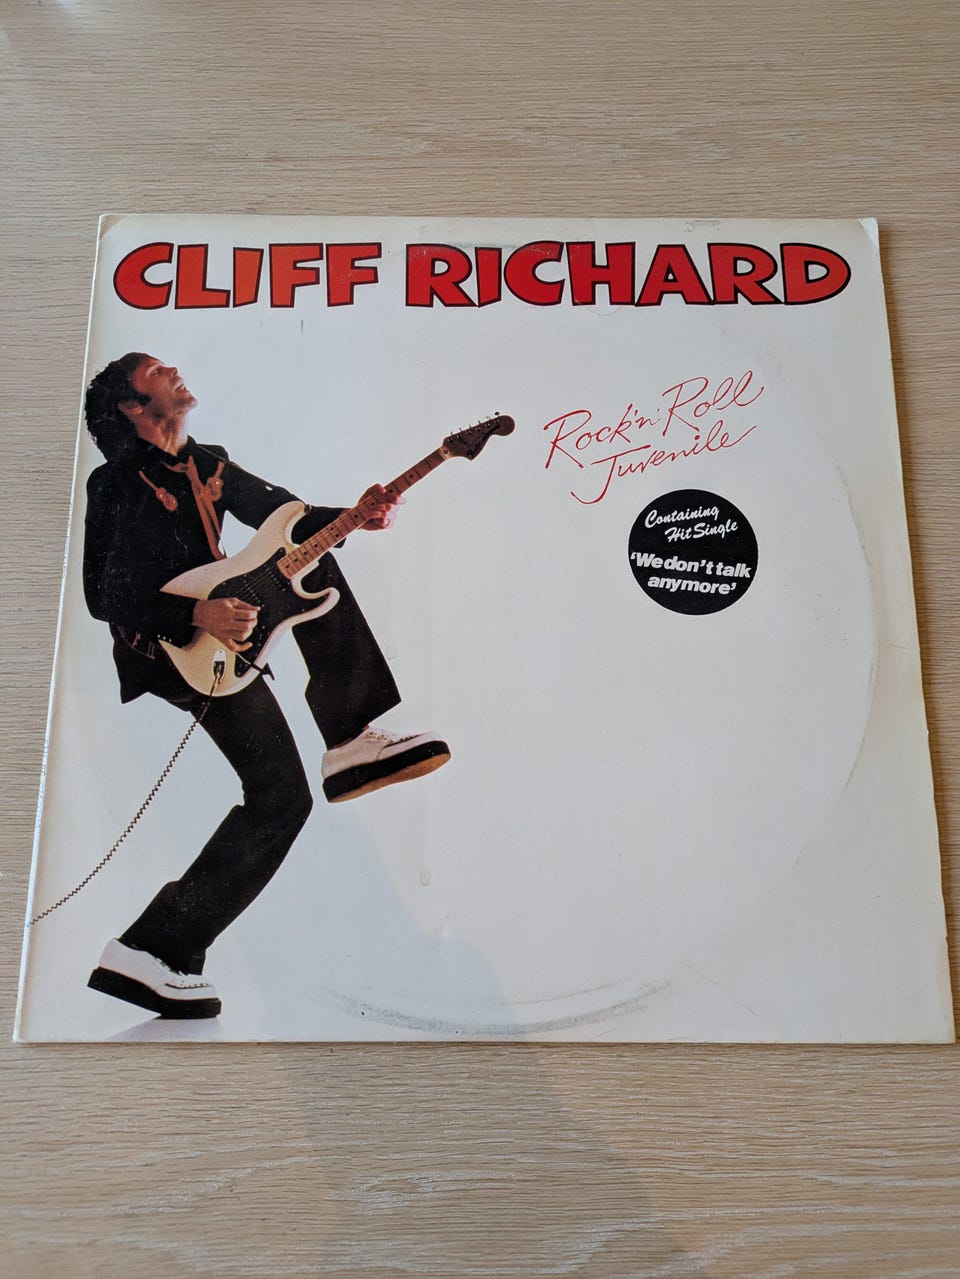 CLIFF RICHARD
Rock'n'Roll
Juvenile
Containing
Hit Single
'We don't talk
anymore'